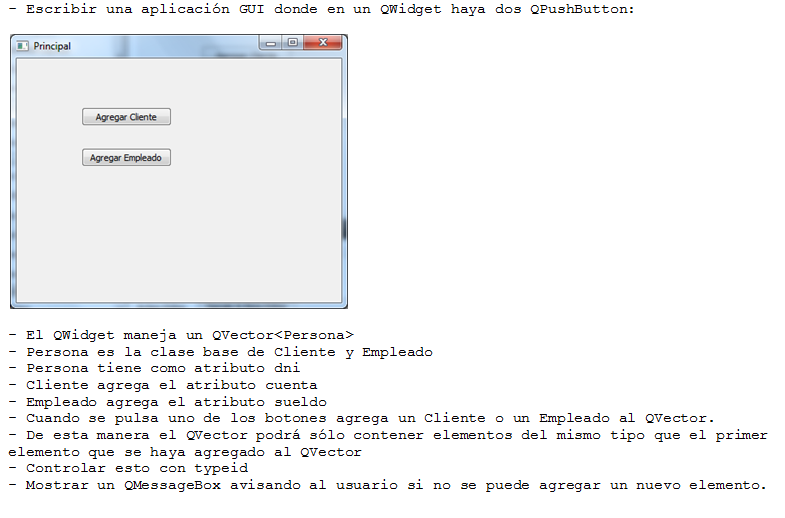 - Escribir una aplicación GUI donde en un QWidget haya dos QPushButton:
Principal
Agregar Cliente
Agregar Empleado
- El QWidget maneja un QVector<Persona>
- Persona es la clase base de Cliente y Empleado
- Persona tiene como atributo dni
- Cliente agrega el atributo cuenta
- Empleado agrega el atributo sueldo
- Cuando se pulsa uno de los botones agrega un Cliente o un Empleado al QVector.
- De esta manera el QVector podrá sólo contener elementos del mismo tipo que el primer
elemento que se haya agregado al QVector
- Controlar esto con typeid
- Mostrar un QMessageBox avisando al usuario si no se puede agregar un nuevo elemento.